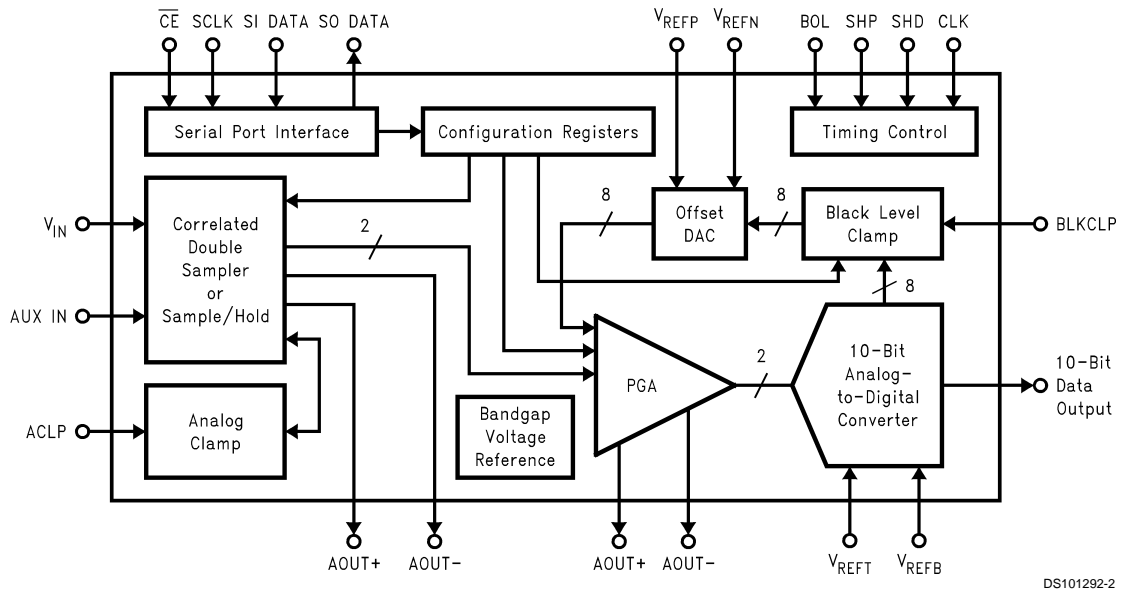 CE SCLK SI DATA SO DATA VREFP VREFN BOL SHP SHD CLK
Serial Port Interface
Configuration Registers
Timing Control
VIN
Correlated
Double
Sampler
or
Sample/Hold
2
8
Offset
DAC
8
Black Level
Clamp
BLKCLP
8
AUX IN
PGA
2
10-Bit
Analog-
to-Digital
Converter
10-Bit
Data
Output
ACLP
Analog
Clamp
Bandgap
Voltage
Reference
AOUT+ AOUT- AOUT+ AOUT- VREFT VREFB
DS101292-2